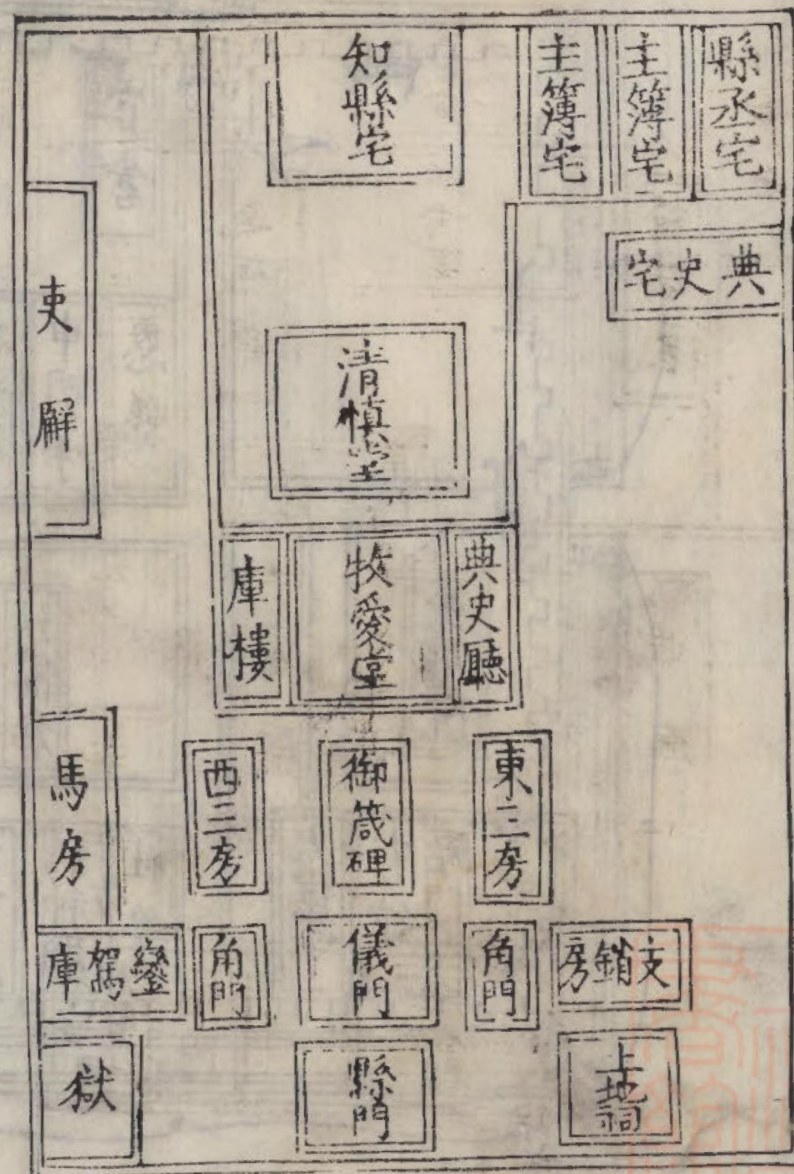 縣丞宅
主簿宅
主簿宅
知縣宅
典史宅
清慎堂
吏廨
典史廳
牧愛堂
庫樓
東三房
御箴碑
西三房
馬房
支銷房
角門
儀門
角門
鑾駕庫
土地祠
縣門
獄